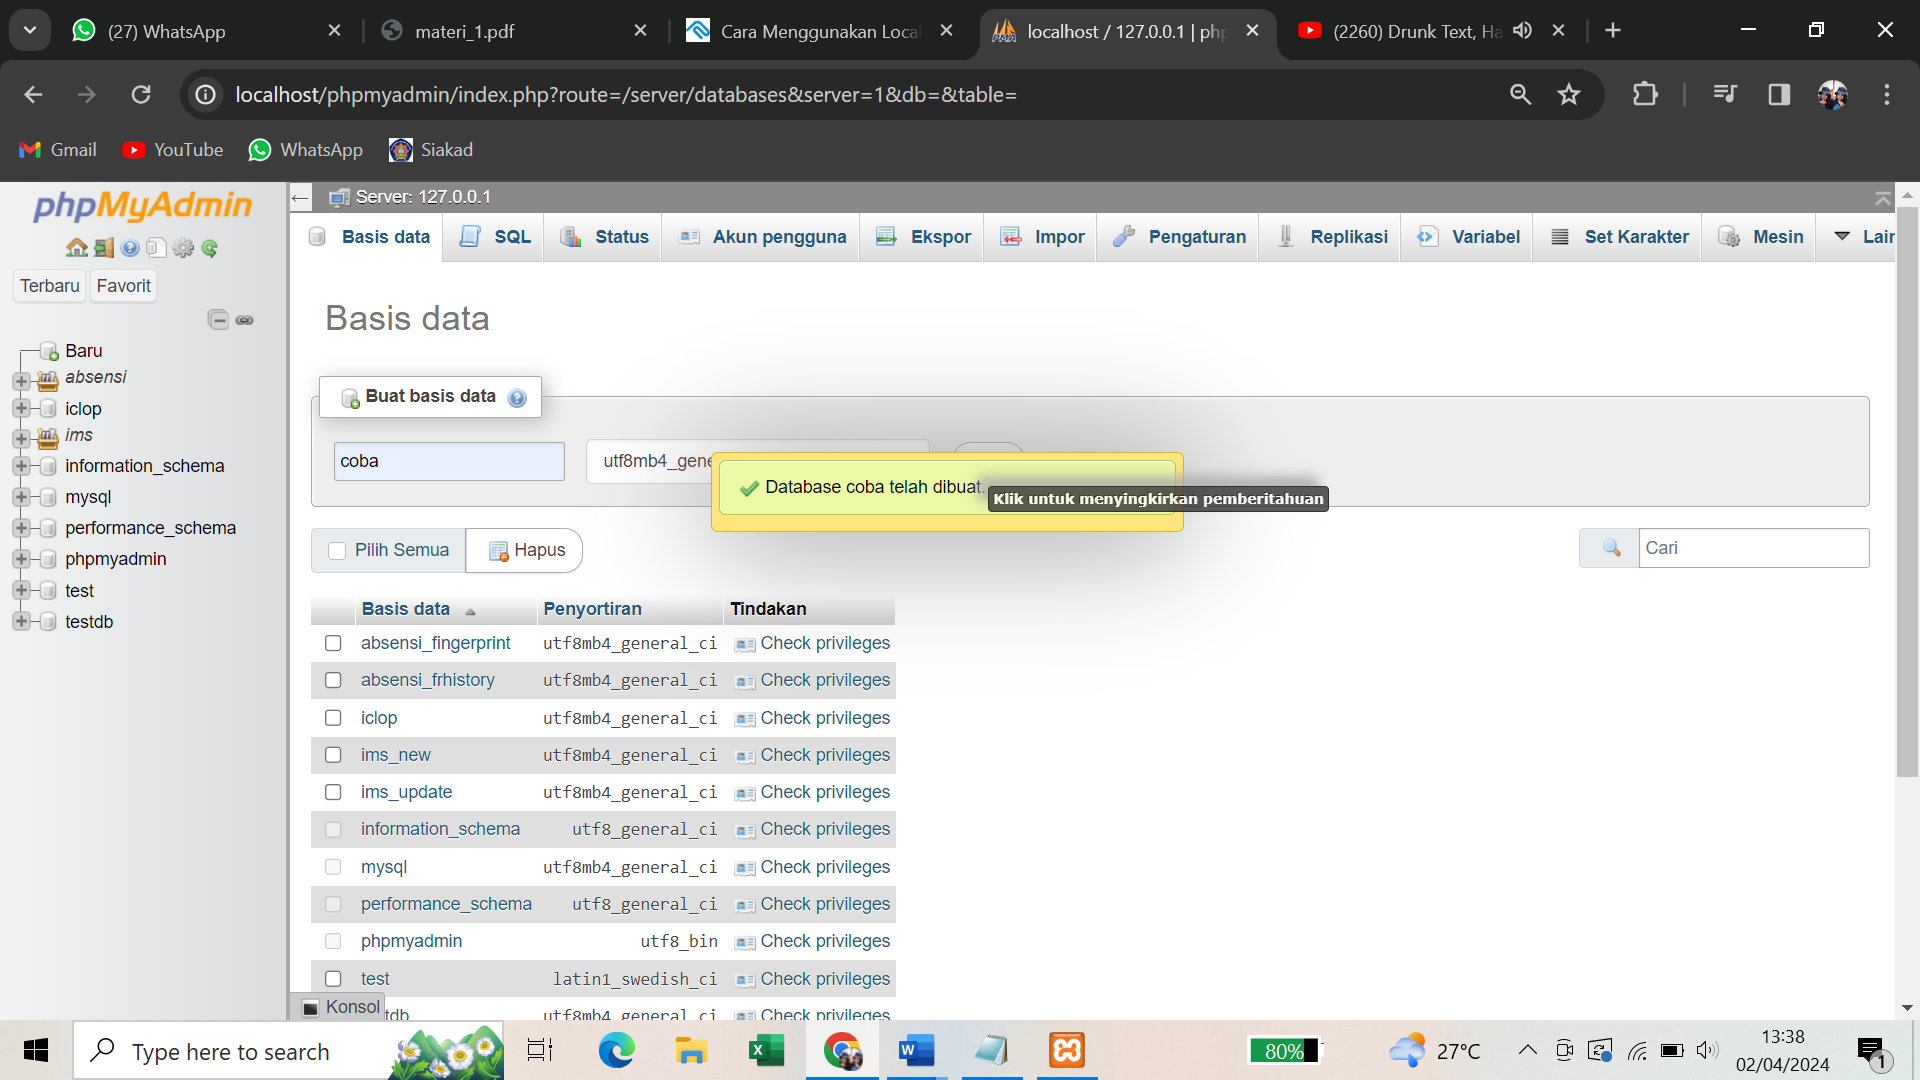 (27) WhatsApp
materi_1.pdf
Cara Menggunakan Local
localhost / 127.0.0.1 | php
(2260) Drunk Text, Ha
localhost/phpmyadmin/index.php?route=/server/databases&server=1&db=&table=
Gmail
YouTube
WhatsApp
Siakad
phpMyAdmin
Terbaru
Favorit
Baru
absensi
iclop
ims
information_schema
mysql
performance_schema
phpmyadmin
test
testdb
Server: 127.0.0.1
Basis data
SQL
Status
Akun pengguna
Ekspor
Impor
Pengaturan
Replikasi
Variabel
Set Karakter
Mesin
Lair
Basis data
Buat basis data
coba
utf8mb4_gene
Database coba telah dibuat.
Klik untuk menyingkirkan pemberitahuan
Pilih Semua
Hapus
Cari
Basis data Penyortiran Tindakan
absensi_fingerprint utf8mb4_general_ci Check privileges
absensi_frhistory utf8mb4_general_ci Check privileges
iclop utf8mb4_general_ci Check privileges
ims_new utf8mb4_general_ci Check privileges
ims_update utf8mb4_general_ci Check privileges
information_schema utf8_general_ci Check privileges
mysql utf8mb4_general_ci Check privileges
performance_schema utf8_general_ci Check privileges
phpmyadmin utf8_bin Check privileges
test latin1_swedish_ci Check privileges
tdb utf8mb4_general_ci Check privileges
Konsol
Type here to search
80%
27°C
13:38
02/04/2024
1